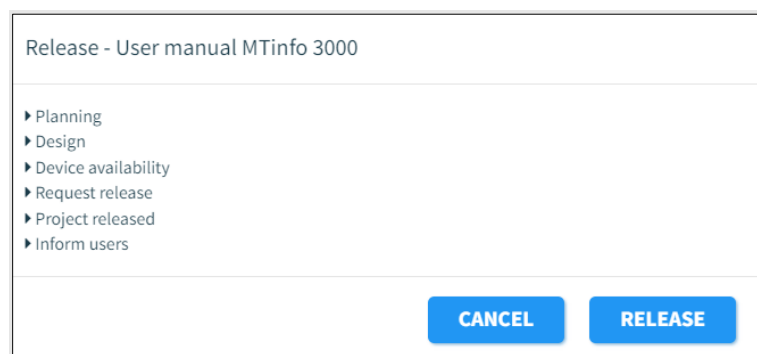 Release - User manual MTinfo 3000
Planning
Design
Device availability
Request release
Project released
Inform users
CANCEL RELEASE